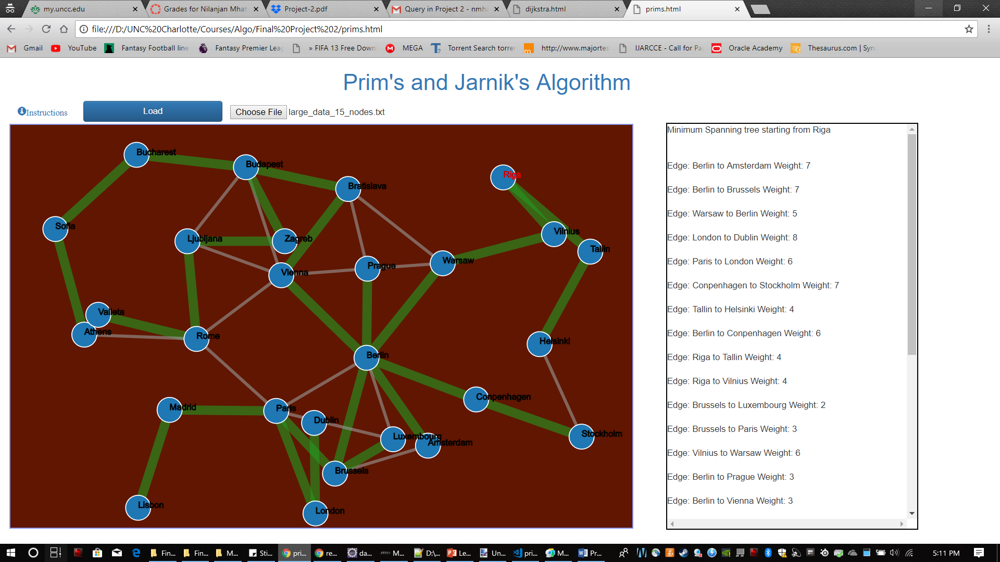 my.uncc.edu
Grades for Nilanjan Mhat
Project-2.pdf
Query in Project 2 - nmha
dijkstra.html
prims.html
file:///D:/UNC%20Charlotte/Courses/Algo/Final%20Project%202/prims.html
Gmail
YouTube
Fantasy Football line
Fantasy Premier Leag
» FIFA 13 Free Down
MEGA
Torrent Search torren
http://www.majortes
IJARCCE - Call for Pa
Oracle Academy
Thesaurus.com | Syn
Prim's and Jarnik's Algorithm
Instructions
Load
Choose File
large_data_15_nodes.txt
Bucharest
Budapest
Bratislava
Riga
Sofia
Ljubljana
Zagreb
Vilnius
Tallin
Warsaw
Prague
Vienna
Valleta
Athens
Rome
Helsinki
Berlin
Conpenhagen
Madrid
Paris
Dublin
Luxembourg
Amsterdam
Stockholm
Brussels
Lisbon
London
Minimum Spanning tree starting from Riga
Edge: Berlin to Amsterdam Weight: 7
Edge: Berlin to Brussels Weight: 7
Edge: Warsaw to Berlin Weight: 5
Edge: London to Dublin Weight: 8
Edge: Paris to London Weight: 6
Edge: Conpenhagen to Stockholm Weight: 7
Edge: Tallin to Helsinki Weight: 4
Edge: Berlin to Conpenhagen Weight: 6
Edge: Riga to Tallin Weight: 4
Edge: Riga to Vilnius Weight: 4
Edge: Brussels to Luxembourg Weight: 2
Edge: Brussels to Paris Weight: 3
Edge: Vilnius to Warsaw Weight: 6
Edge: Berlin to Prague Weight: 3
Edge: Berlin to Vienna Weight: 3
Fin...
Fin...
M...
Sti...
pri...
re...
da...
M...
D:\...
Le...
Un...
pri...
M...
Pr...
5:11 PM